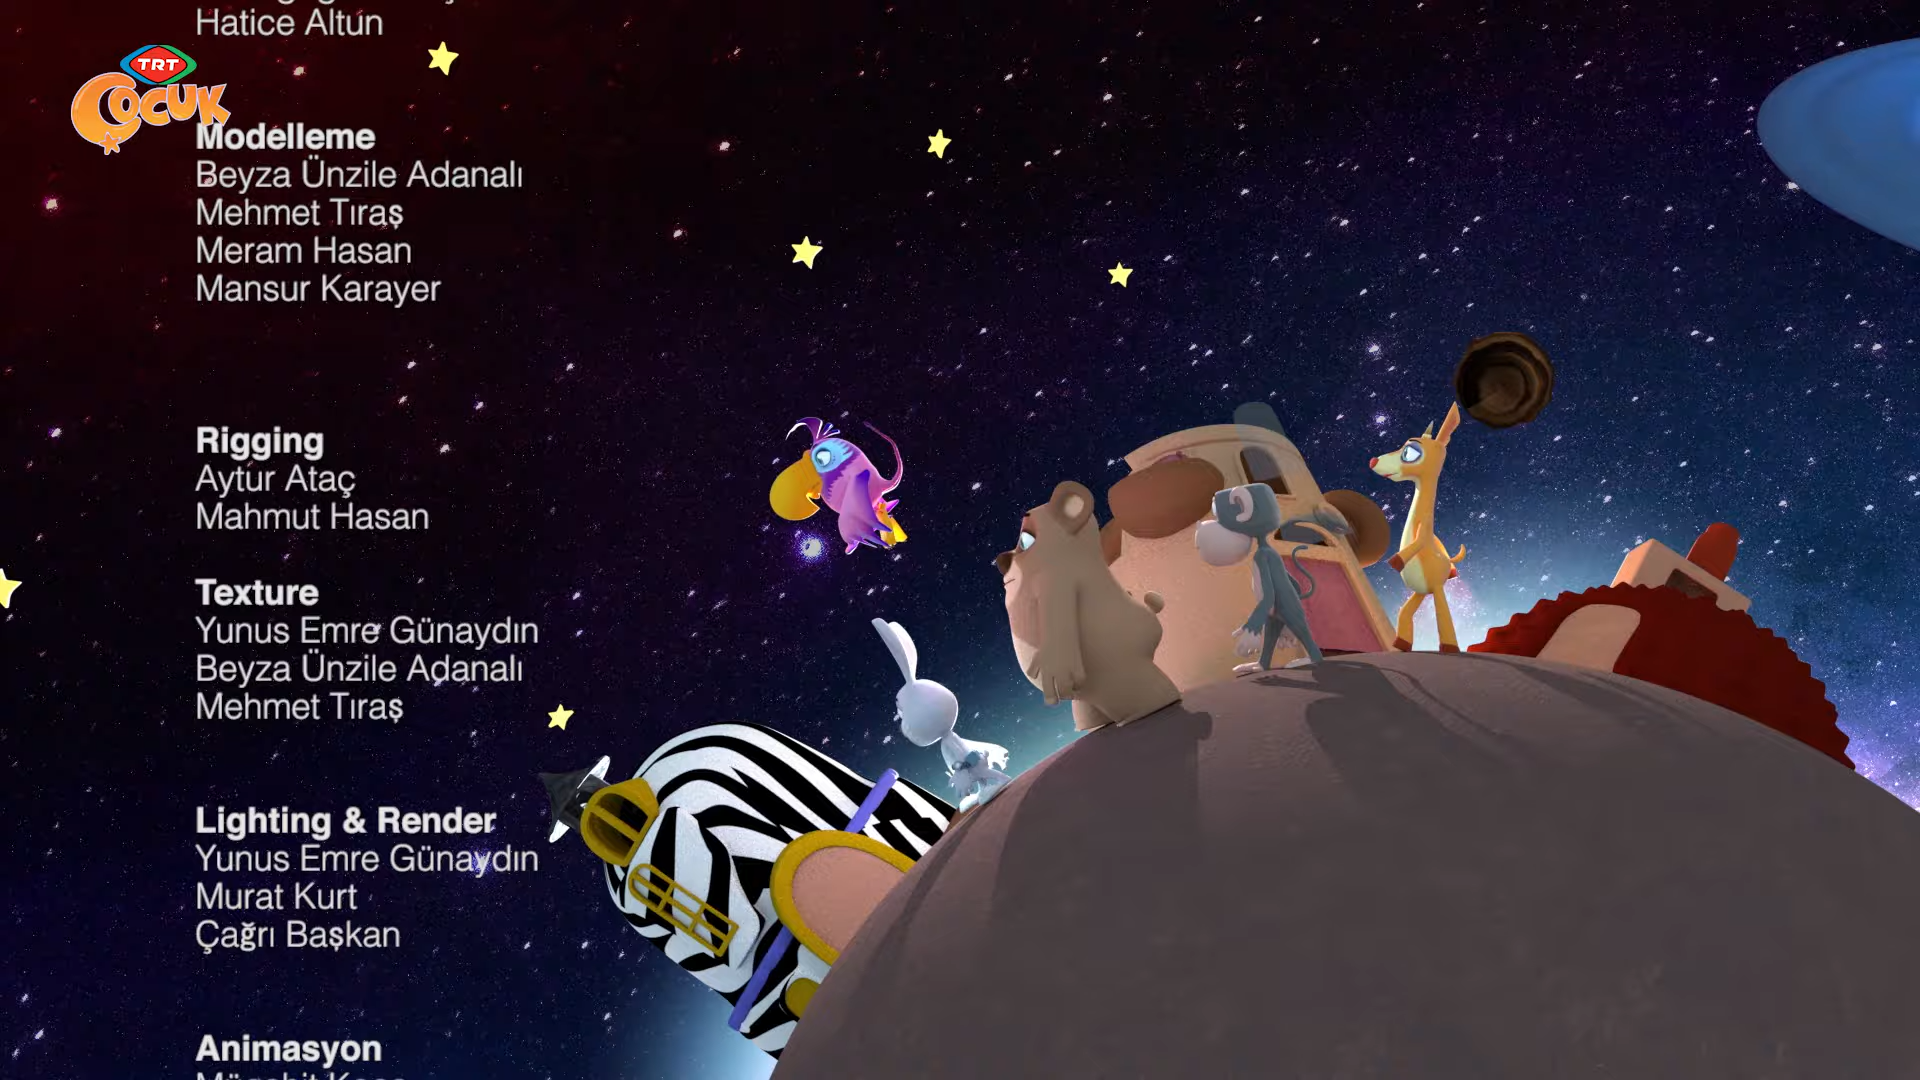 Hatice Altun
TRT
ÇOCUK
Modelleme
Beyza Ünzile Adanalı
Mehmet Tıraş
Meram Hasan
Mansur Karayer
Rigging
Aytur Ataç
Mahmut Hasan
Texture
Yunus Emre Günaydın
Beyza Ünzile Adanalı
Mehmet Tıraş
Lighting & Render
Yunus Emre Günaydın
Murat Kurt
Çağrı Başkan
Animasyon